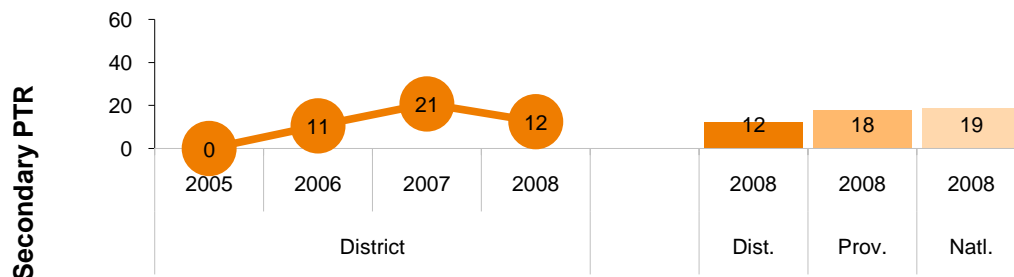 Secondary PTR
60
40
20
0
0 11 21 12 12 18 19
2005 2006 2007 2008 2008 2008 2008
District Dist. Prov. Natl.